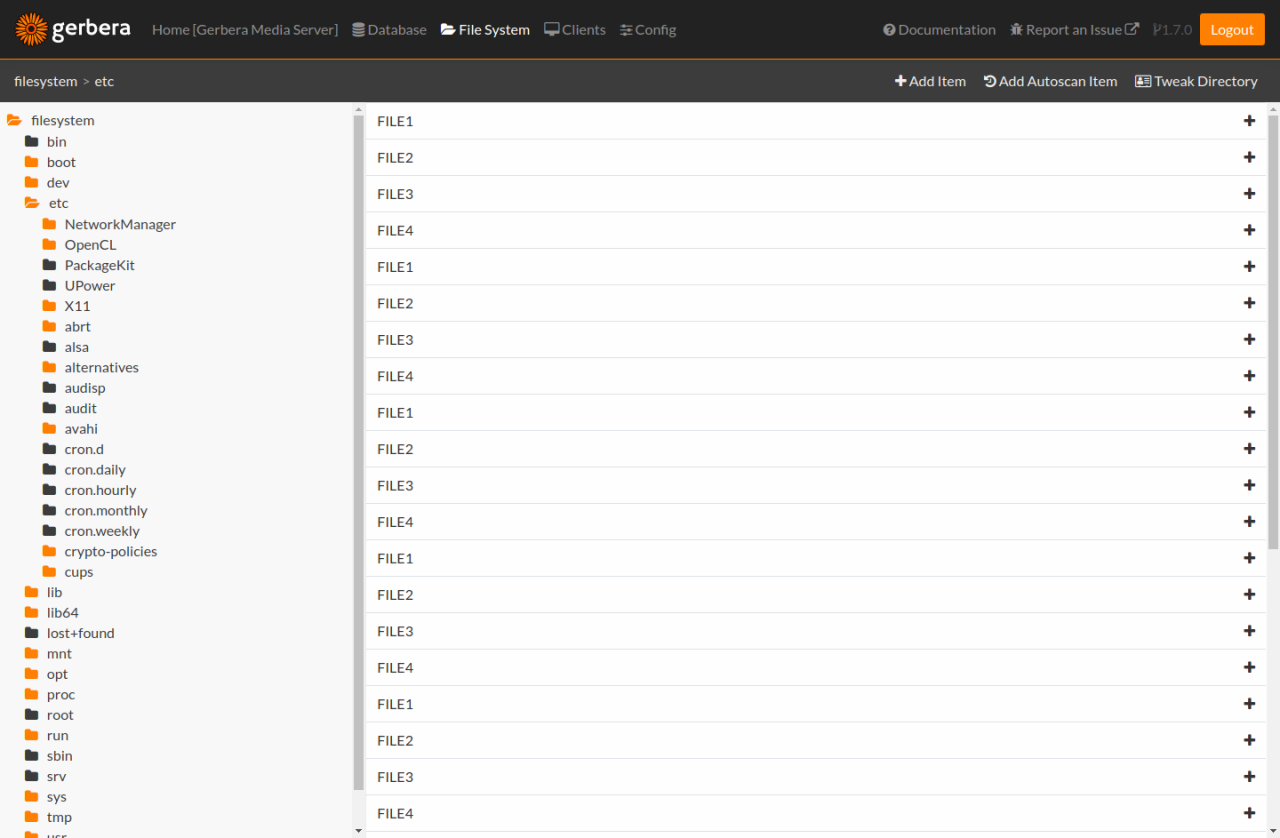 gerbera Home [Gerbera Media Server] Database File System Clients Config Documentation Report an Issue 1.7.0 Logout
filesystem > etc Add Item Add Autoscan Item Tweak Directory
filesystem
bin
boot
dev
etc
NetworkManager
OpenCL
PackageKit
UPower
X11
abrt
alsa
alternatives
audisp
audit
avahi
cron.d
cron.daily
cron.hourly
cron.monthly
cron.weekly
crypto-policies
cups
lib
lib64
lost+found
mnt
opt
proc
root
run
sbin
srv
sys
tmp
usr
FILE1
FILE2
FILE3
FILE4
FILE1
FILE2
FILE3
FILE4
FILE1
FILE2
FILE3
FILE4
FILE1
FILE2
FILE3
FILE4
FILE1
FILE2
FILE3
FILE4